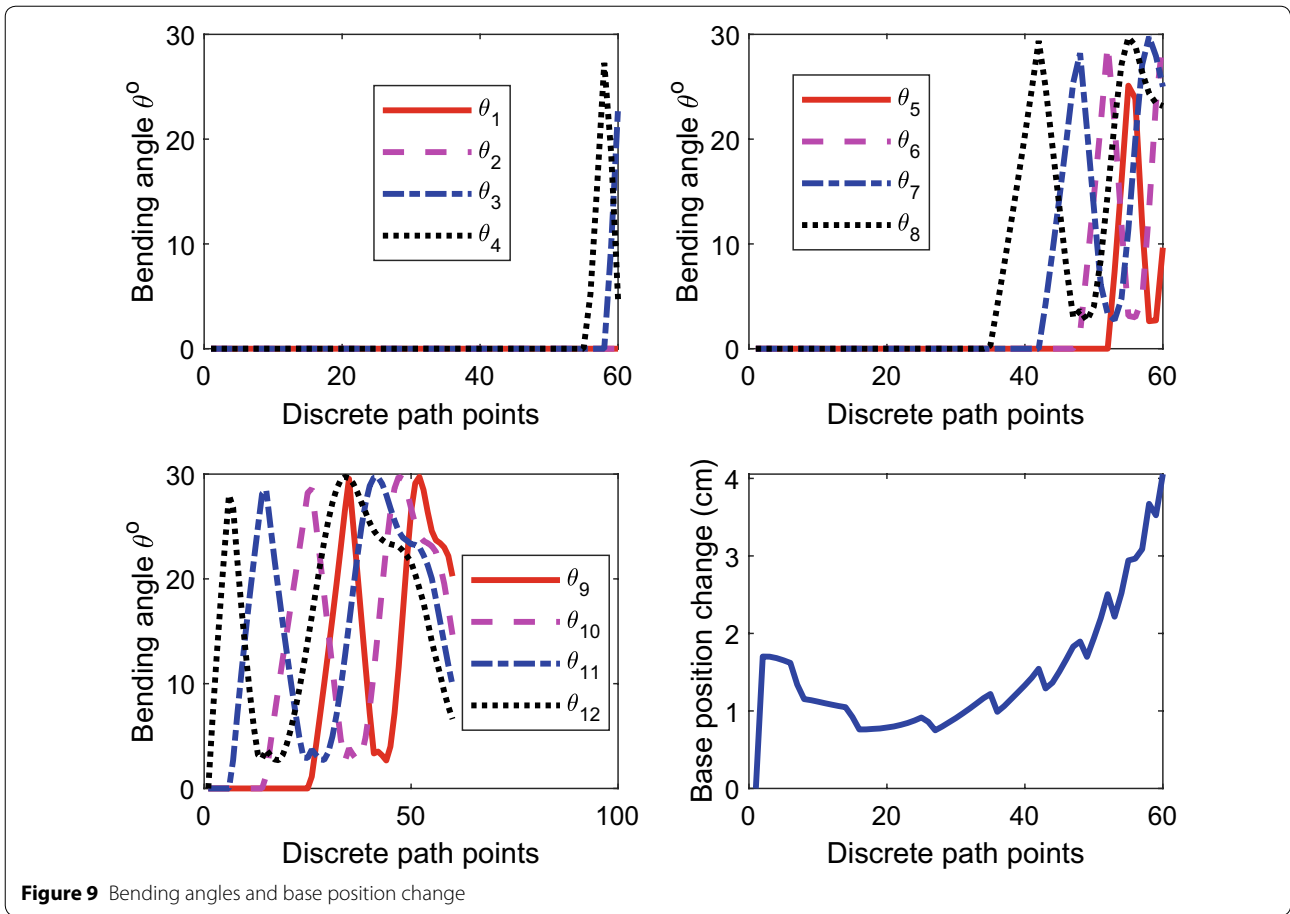 30
20
10
0
Bending angle θ°
θ1
θ2
θ3
θ4
0 20 40 60
Discrete path points
30
20
10
0
Bending angle θ°
θ5
θ6
θ7
θ8
0 20 40 60
Discrete path points
30
20
10
0
Bending angle θ°
θ9
θ10
θ11
θ12
0 50 100
Discrete path points
4
3
2
1
0
Base position change (cm)
0 20 40 60
Discrete path points
Figure 9 Bending angles and base position change